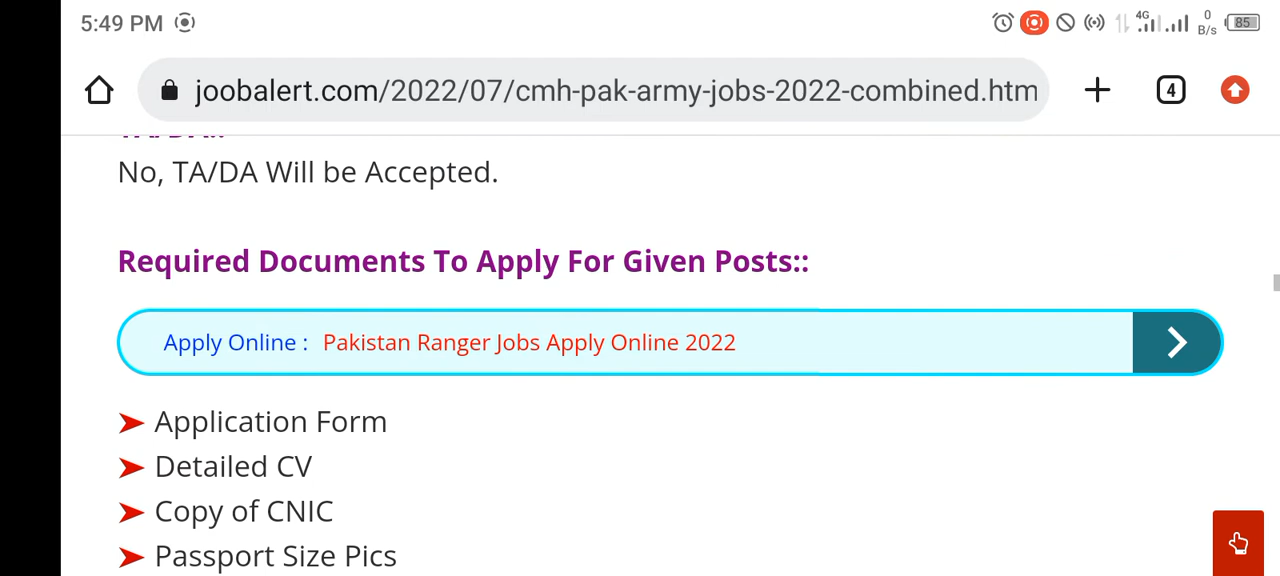 5:49 PM
4G
0
B/s
85
joobalert.com/2022/07/cmh-pak-army-jobs-2022-combined.htm
4
No, TA/DA Will be Accepted.
Required Documents To Apply For Given Posts::
Apply Online : Pakistan Ranger Jobs Apply Online 2022
Application Form
Detailed CV
Copy of CNIC
Passport Size Pics